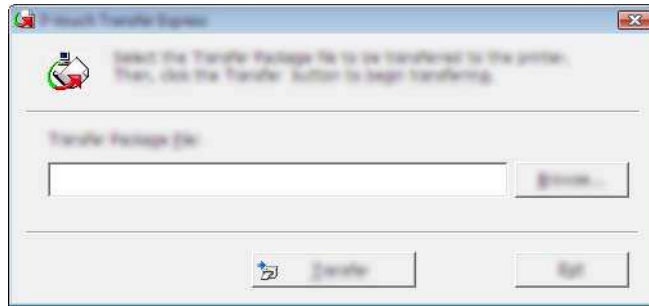 P-touch Transfer Express
Select the Transfer Package file to be transferred to the printer.
Then, click the Transfer button to begin transferring.
Transfer Package File:
Browse...
Transfer
Exit